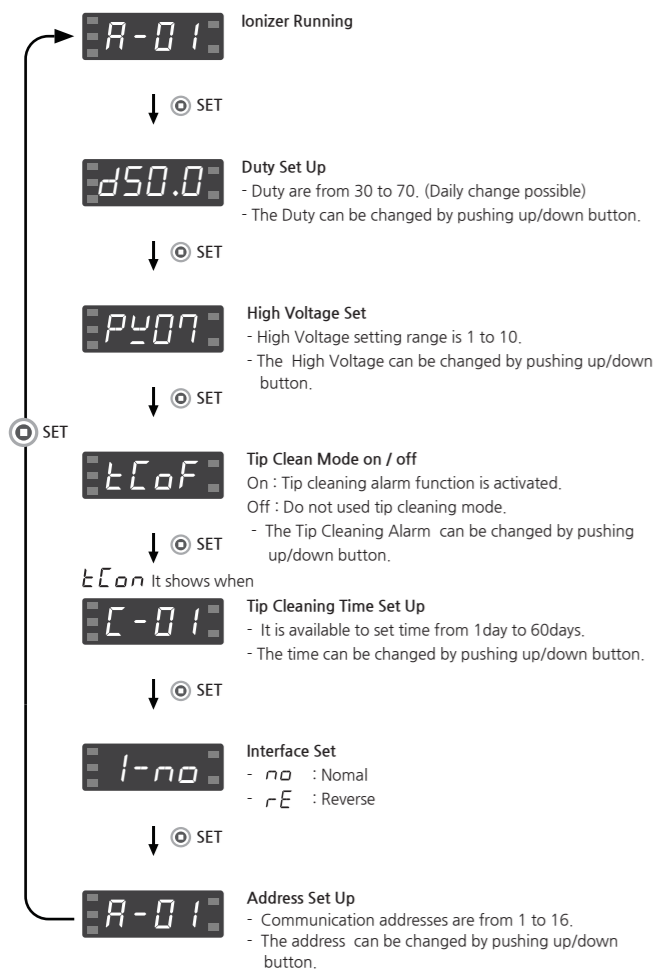 A-01
Ionizer Running
SET
d50.0
Duty Set Up
- Duty are from 30 to 70. (Daily change possible)
- The Duty can be changed by pushing up/down button.
SET
Py07
High Voltage Set
- High Voltage setting range is 1 to 10.
- The High Voltage can be changed by pushing up/down
button.
SET
SET
tCoF
Tip Clean Mode on / off
On : Tip cleaning alarm function is activated.
Off : Do not used tip cleaning mode.
- The Tip Cleaning Alarm can be changed by pushing
up/down button.
SET
tCon It shows when
C-01
Tip Cleaning Time Set Up
- It is available to set time from 1day to 60days.
- The time can be changed by pushing up/down button.
SET
I-no
Interface Set
- no : Nomal
- rE : Reverse
SET
A-01
Address Set Up
- Communication addresses are from 1 to 16.
- The address can be changed by pushing up/down
button.